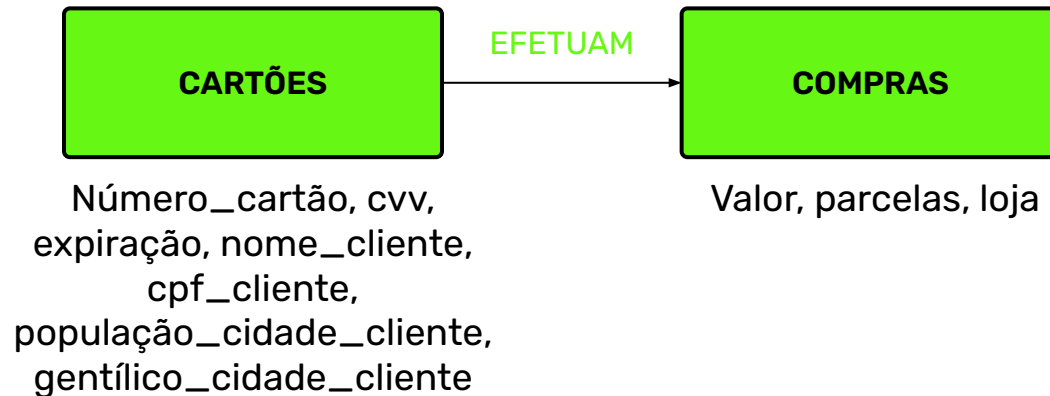 EFETUAM
CARTÕES
COMPRAS
Número_cartão, cvv,
expiração, nome_cliente,
cpf_cliente,
população_cidade_cliente,
gentílico_cidade_cliente
Valor, parcelas, loja